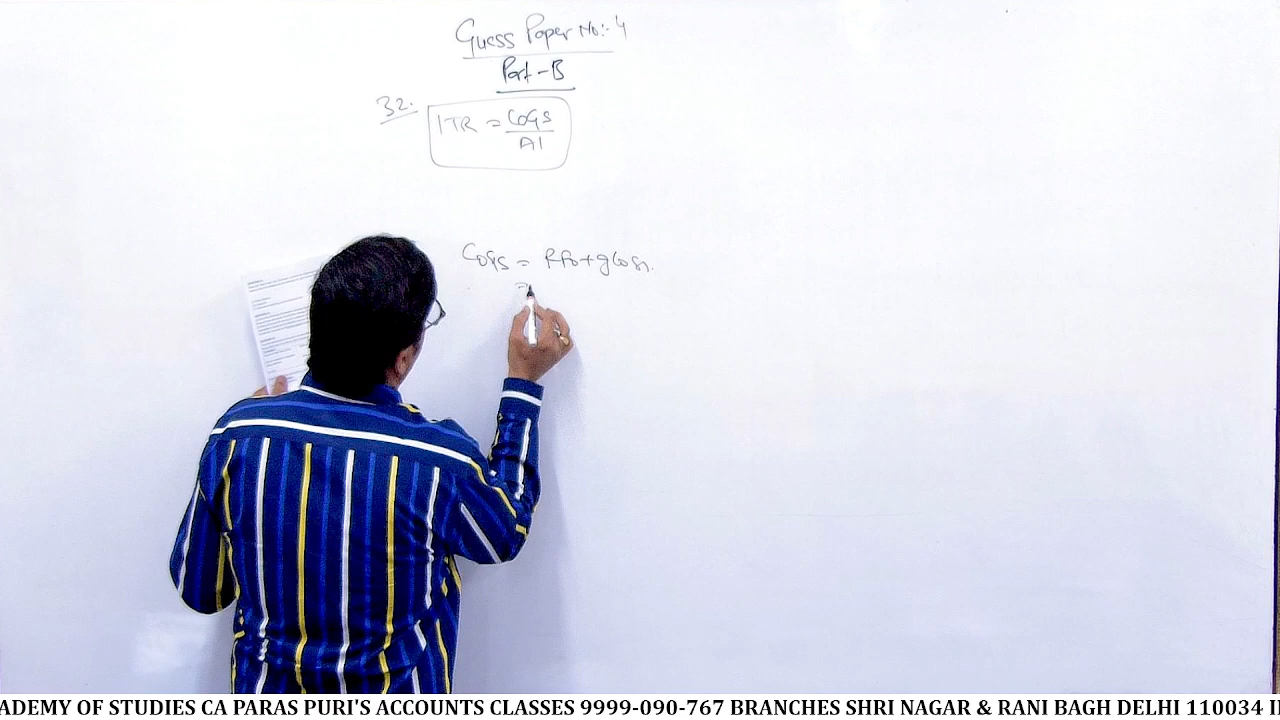 Guess Paper No:- 4
Part-B
32.
ITR = COGS
AI
COGS = RFO + g COGS
=
ADEMY OF STUDIES CA PARAS PURI'S ACCOUNTS CLASSES 9999-090-767 BRANCHES SHRI NAGAR & RANI BAGH DELHI 110034 I